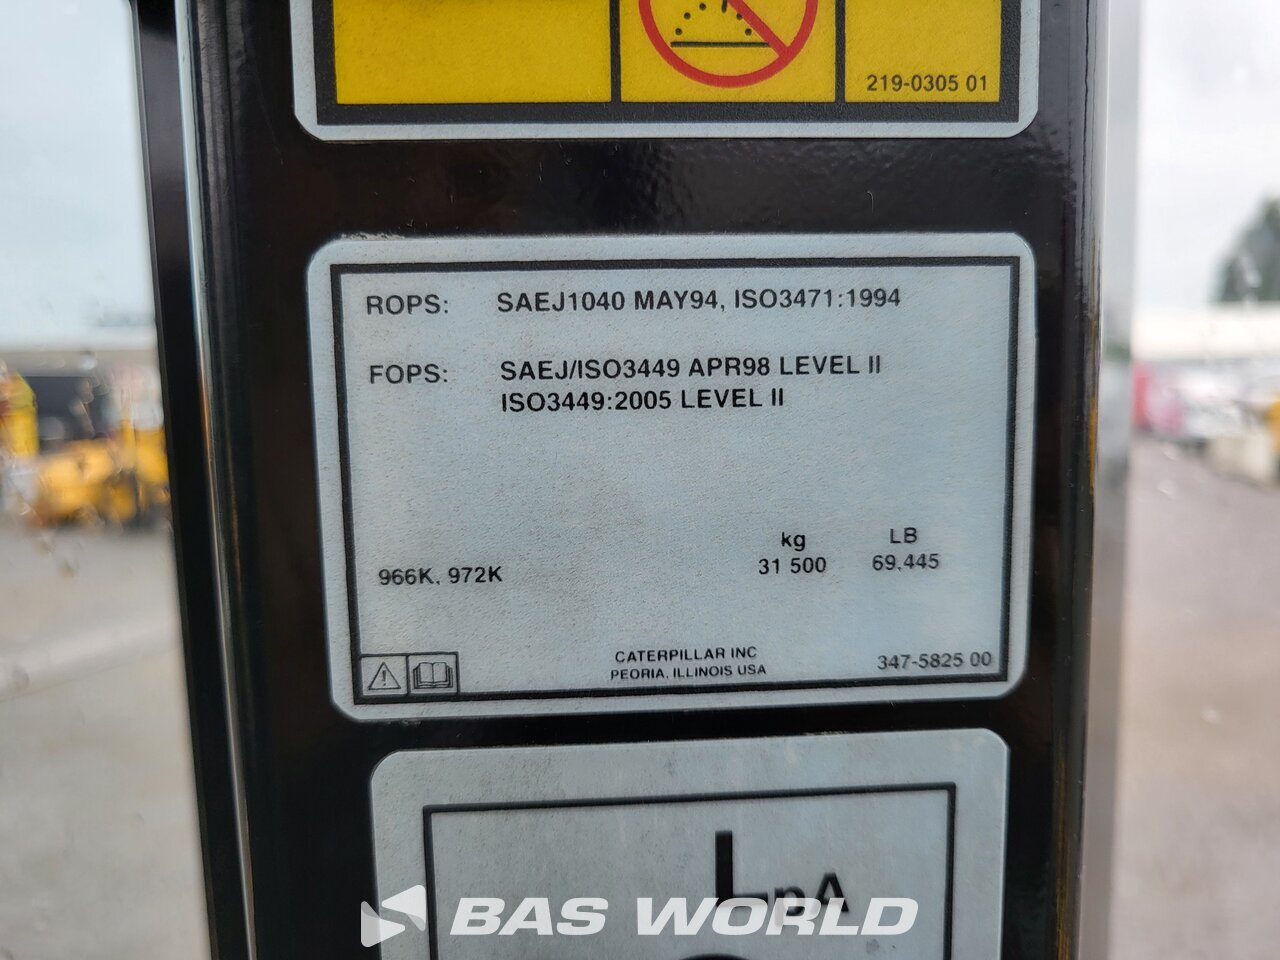 219-0305 01
ROPS: SAEJ1040 MAY94, ISO3471:1994
FOPS: SAEJ/ISO3449 APR98 LEVEL II
ISO3449:2005 LEVEL II
kg LB
966K, 972K 31 500 69,445
CATERPILLAR INC
PEORIA, ILLINOIS USA
347-5825 00
LpA
BAS WORLD